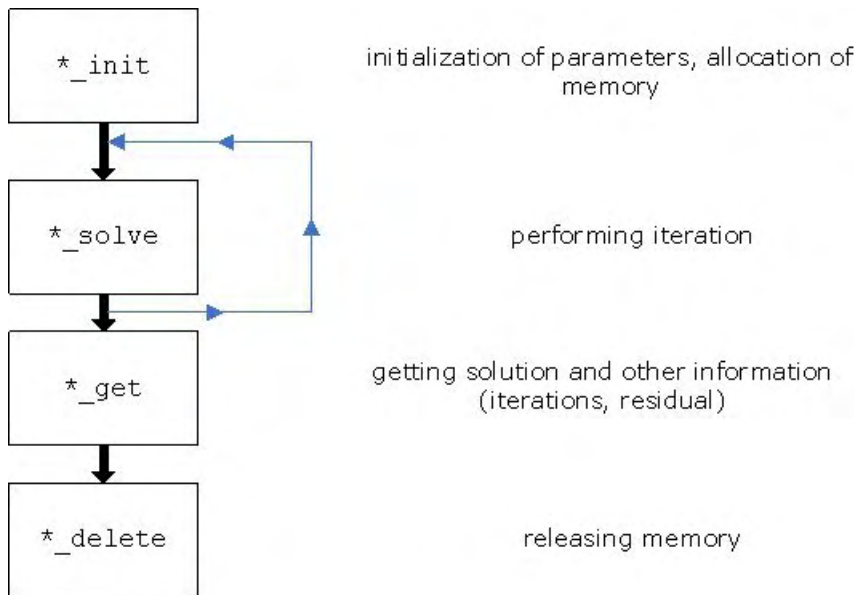 *_init
initialization of parameters, allocation of
memory
*_solve
performing iteration
*_get
getting solution and other information
(iterations, residual)
*_delete
releasing memory